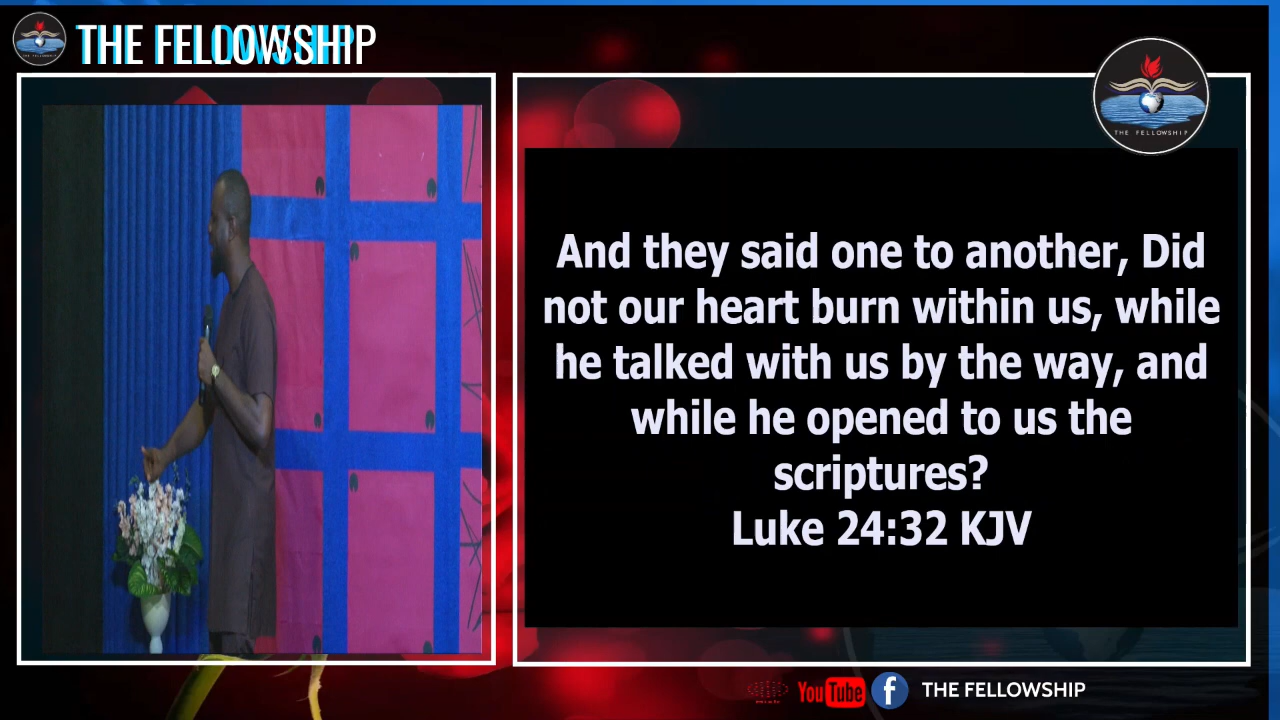 THE FELLOWSHIP
THE FELLOWSHIP
And they said one to another, Did
not our heart burn within us, while
he talked with us by the way, and
while he opened to us the
scriptures?
Luke 24:32 KJV
YouTube
f
THE FELLOWSHIP